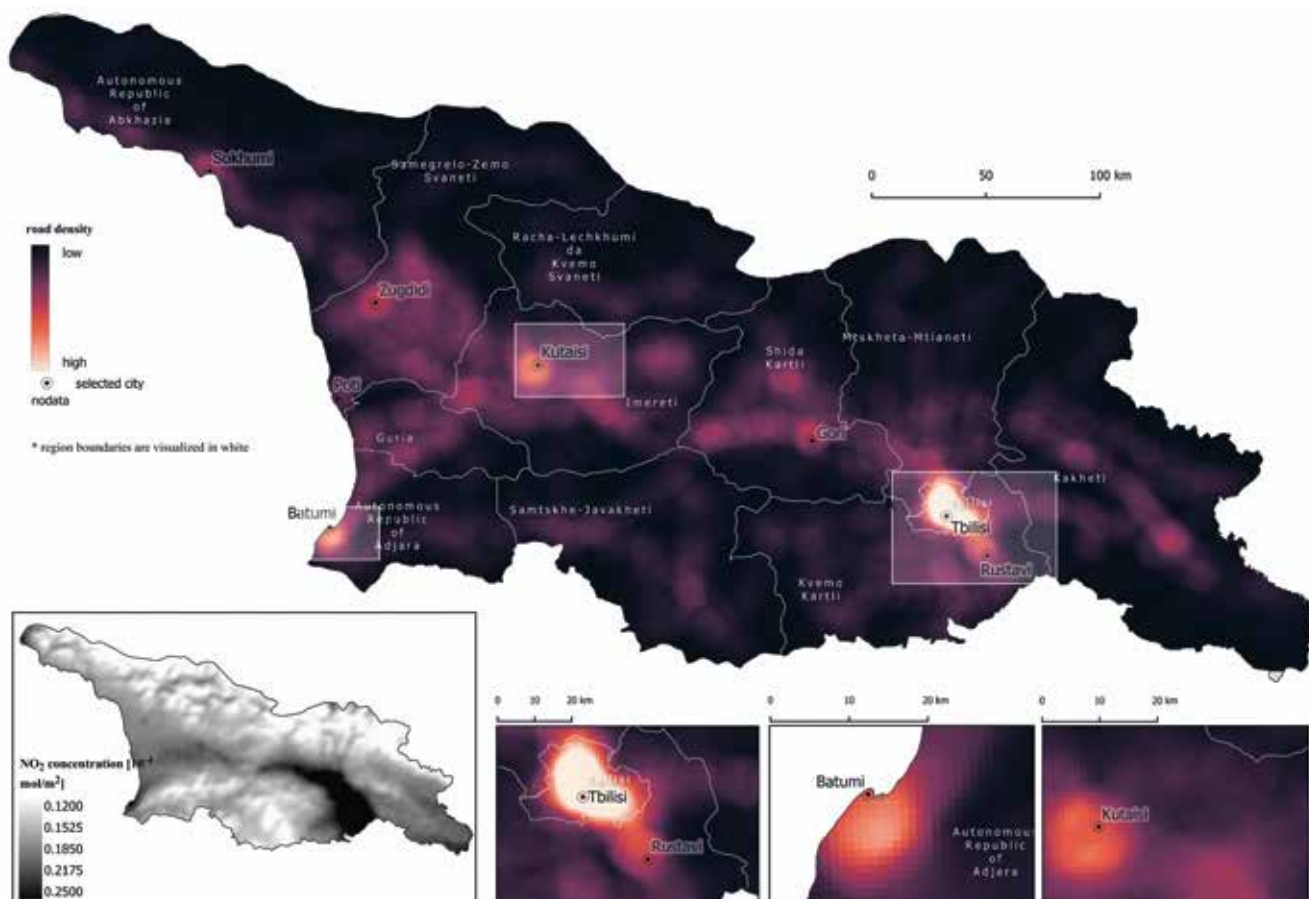 Autonomous
Republic
of
Abkhazia
Sokhumi
Samegrelo-Zemo
Svaneti
0 50 100 km
road density
low
high
selected city
nodata
* region boundaries are visualized in white
Racha-Lechkhumi
da
Kvemo
Svaneti
Zugdidi
Kutaisi
Imereti
Shida
Kartli
Mtskheta-Mtianeti
Poti
Guria
Gori
Kakheti
Batumi
Autonomous
Republic
of
Adjara
Samtskhe-Javakheti
Tbilisi
Rustavi
Kvemo
Kartli
NO₂ concentration [10⁻⁴
mol/m²]
0.1200
0.1525
0.1850
0.2175
0.2500
0 10 20 km
Tbilisi
Rustavi
0 10 20 km
Batumi
Autonomous
Republic
of
Adjara
0 10 20 km
Kutaisi